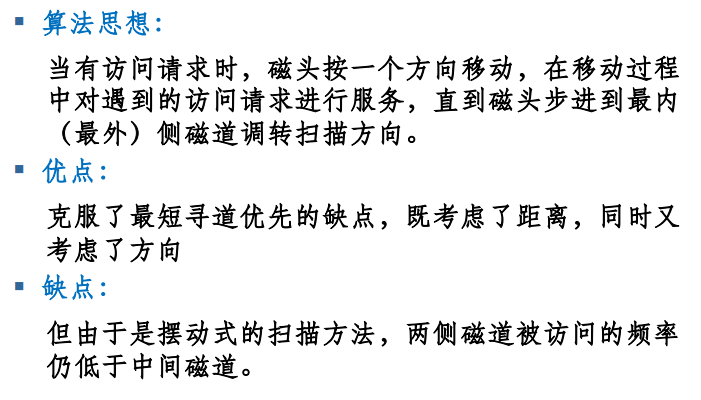 ▪ 算法思想：
当有访问请求时，磁头按一个方向移动，在移动过程
中对遇到的访问请求进行服务，直到磁头步进到最内
（最外）侧磁道调转扫描方向。
▪ 优点：
克服了最短寻道优先的缺点，既考虑了距离，同时又
考虑了方向
▪ 缺点：
但由于是摆动式的扫描方法，两侧磁道被访问的频率
仍低于中间磁道。